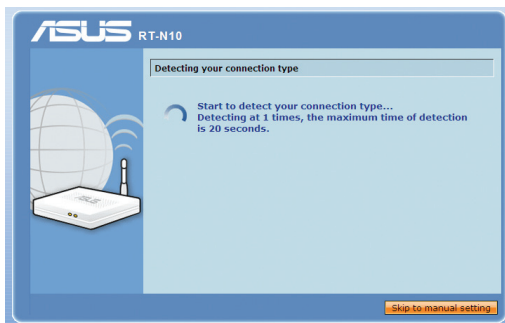 ASUS RT-N10
Detecting your connection type
Start to detect your connection type...
Detecting at 1 times, the maximum time of detection
is 20 seconds.
ASUS
Skip to manual setting